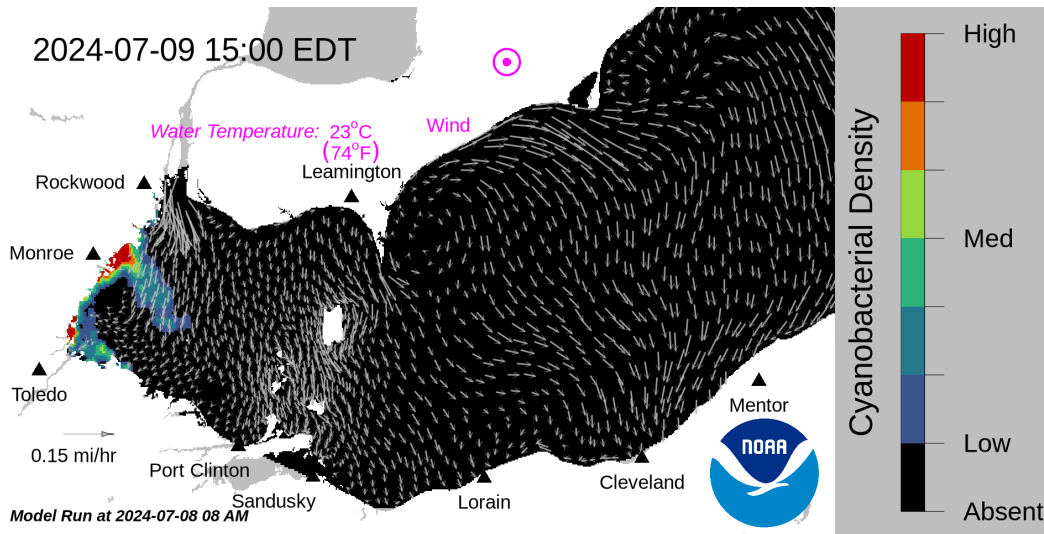 2024-07-09 15:00 EDT
High
Water Temperature: 23°C
(74°F)
Wind
Leamington
Rockwood
Monroe
Med
Cyanobacterial Density
Toledo
Mentor
0.15 mi/hr
NOAA
Low
Port Clinton
Sandusky
Lorain
Cleveland
Absent
Model Run at 2024-07-08 08 AM